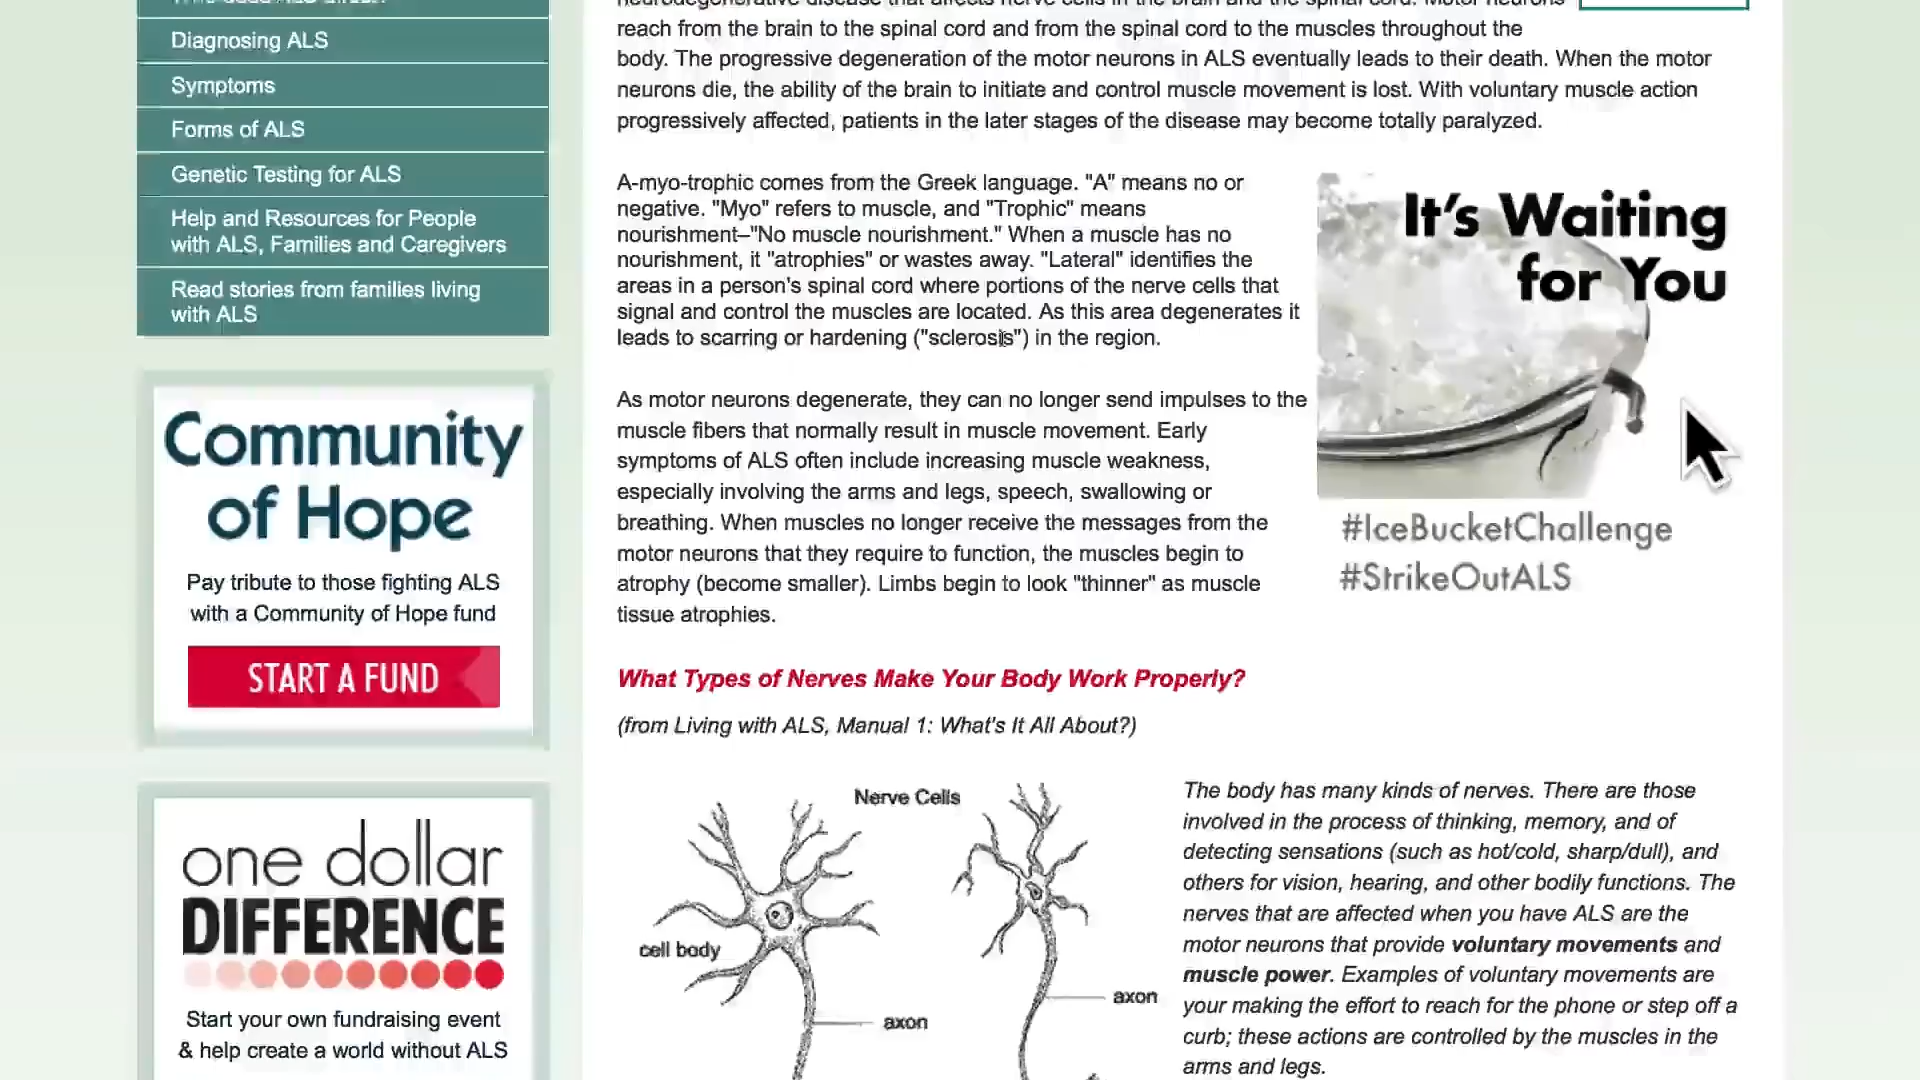 Diagnosing ALS
Symptoms
Forms of ALS
Genetic Testing for ALS
Help and Resources for People
with ALS, Families and Caregivers
Read stories from families living
with ALS
Community
of Hope
Pay tribute to those fighting ALS
with a Community of Hope fund
START A FUND
one dollar
DIFFERENCE
Start your own fundraising event
& help create a world without ALS
neurodegenerative disease that affects nerve cells in the brain and the spinal cord. Motor neurons
reach from the brain to the spinal cord and from the spinal cord to the muscles throughout the
body. The progressive degeneration of the motor neurons in ALS eventually leads to their death. When the motor
neurons die, the ability of the brain to initiate and control muscle movement is lost. With voluntary muscle action
progressively affected, patients in the later stages of the disease may become totally paralyzed.
A-myo-trophic comes from the Greek language. "A" means no or
negative. "Myo" refers to muscle, and "Trophic" means
nourishment–"No muscle nourishment." When a muscle has no
nourishment, it "atrophies" or wastes away. "Lateral" identifies the
areas in a person's spinal cord where portions of the nerve cells that
signal and control the muscles are located. As this area degenerates it
leads to scarring or hardening ("sclerosis") in the region.
It's Waiting
for You
#IceBucketChallenge
#StrikeOutALS
As motor neurons degenerate, they can no longer send impulses to the
muscle fibers that normally result in muscle movement. Early
symptoms of ALS often include increasing muscle weakness,
especially involving the arms and legs, speech, swallowing or
breathing. When muscles no longer receive the messages from the
motor neurons that they require to function, the muscles begin to
atrophy (become smaller). Limbs begin to look "thinner" as muscle
tissue atrophies.
What Types of Nerves Make Your Body Work Properly?
(from Living with ALS, Manual 1: What's It All About?)
Nerve Cells
cell body
axon
axon
The body has many kinds of nerves. There are those
involved in the process of thinking, memory, and of
detecting sensations (such as hot/cold, sharp/dull), and
others for vision, hearing, and other bodily functions. The
nerves that are affected when you have ALS are the
motor neurons that provide voluntary movements and
muscle power. Examples of voluntary movements are
your making the effort to reach for the phone or step off a
curb; these actions are controlled by the muscles in the
arms and legs.